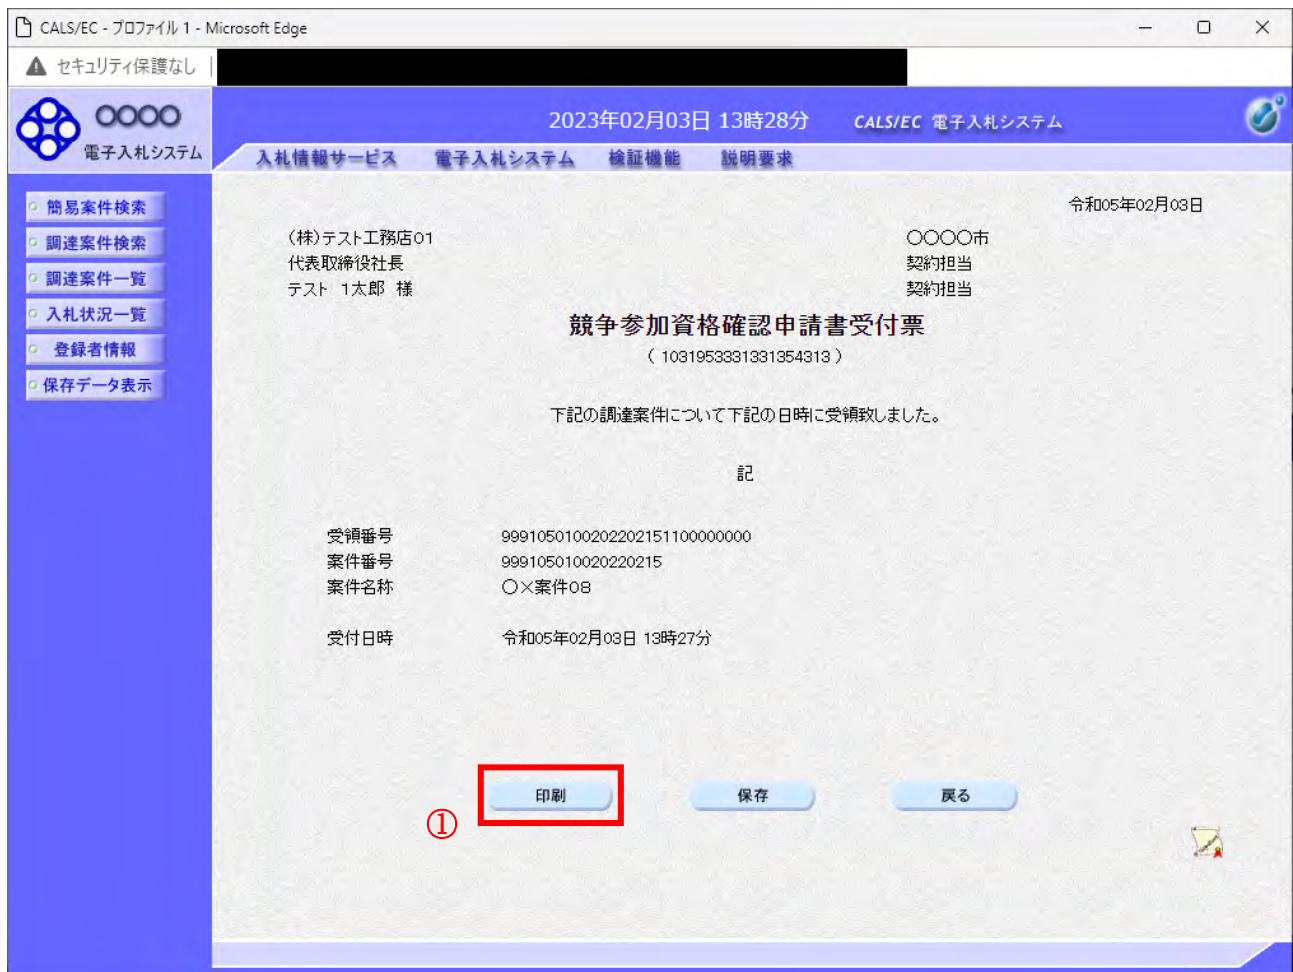 CALS/EC - プロファイル 1 - Microsoft Edge
セキュリティ保護なし
〇〇〇〇
電子入札システム
2023年02月03日 13時28分
CALS/EC 電子入札システム
入札情報サービス 電子入札システム 検証機能 説明要求
簡易案件検索
調達案件検索
調達案件一覧
入札状況一覧
登録者情報
保存データ表示
令和05年02月03日
(株)テスト工務店01
代表取締役社長
テスト 1太郎 様
〇〇〇〇市
契約担当
契約担当
競争参加資格確認申請書受付票
( 1031953331331354313 )
下記の調達案件について下記の日時に受領致しました。
記
受領番号 9991050100202202151100000000
案件番号 999105010020220215
案件名称 〇×案件08
受付日時 令和05年02月03日 13時27分
印刷 保存 戻る
①